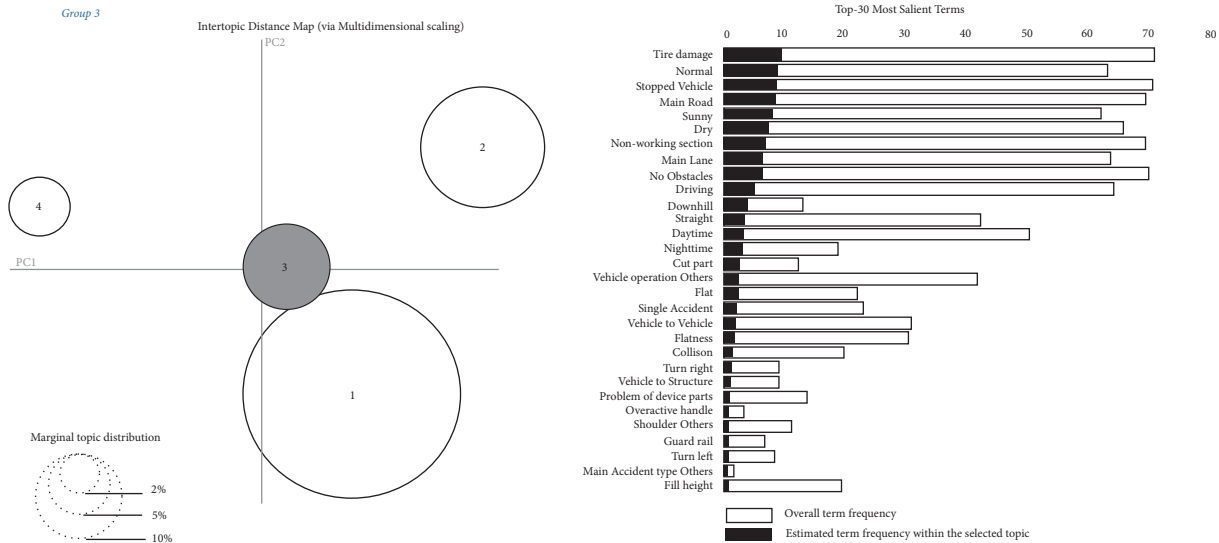 Group 3
Intertopic Distance Map (via Multidimensional scaling)
PC2
2
4
PC1
3
1
Marginal topic distribution
2%
5%
10%
Top-30 Most Salient Terms
0 10 20 30 40 50 60 70 80
Tire damage
Normal
Stopped Vehicle
Main Road
Sunny
Dry
Non-working section
Main Lane
No Obstacles
Driving
Downhill
Straight
Daytime
Nighttime
Cut part
Vehicle operation Others
Flat
Single Accident
Vehicle to Vehicle
Flatness
Collison
Turn right
Vehicle to Structure
Problem of device parts
Overactive handle
Shoulder Others
Guard rail
Turn left
Main Accident type Others
Fill height
Overall term frequency
Estimated term frequency within the selected topic